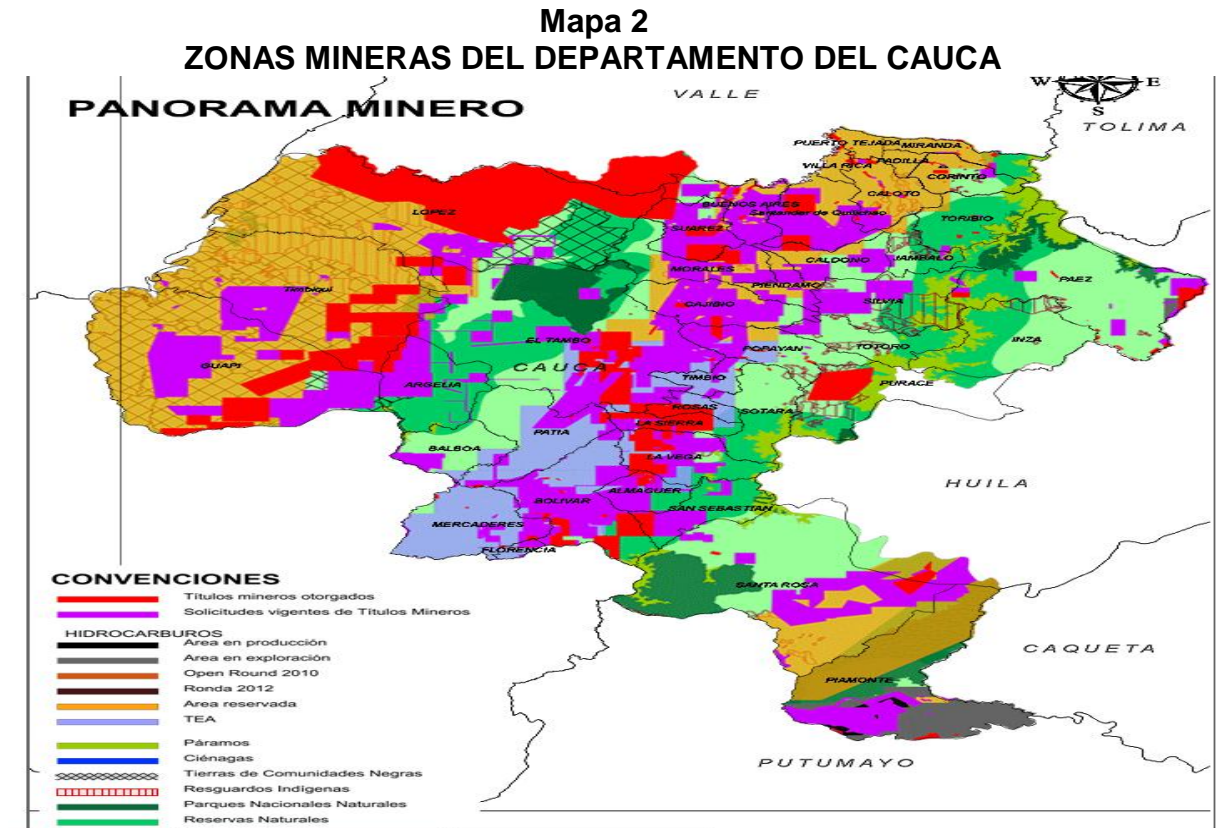 Mapa 2
ZONAS MINERAS DEL DEPARTAMENTO DEL CAUCA
PANORAMA MINERO
VALLE
W E
S
TOLIMA
PUERTO TEJADA MIRANDA
VILLA RICA PADILLA
CORINTO
CALOTO
LOPEZ
BUENOS AIRES
Santander de Quilichao
TORIBIO
SUAREZ
CALDONO
JAMBALO
MORALES
PAEZ
PIENDAMO
Timbiqui
CAJIBIO
SILVIA
EL TAMBO
POPAYAN
TOTORO
INZA
GUAPI
CAUCA
TIMBIO
PURACE
ARGELIA
ROSAS
SOTARA
LA SIERRA
PATIA
BALBOA
LA VEGA
HUILA
ALMAGUER
BOLIVAR
SAN SEBASTIAN
MERCADERES
FLORENCIA
SANTA ROSA
CAQUETA
PIAMONTE
PUTUMAYO
CONVENCIONES
Títulos mineros otorgados
Solicitudes vigentes de Títulos Mineros
HIDROCARBUROS
Area en producción
Area en exploración
Open Round 2010
Ronda 2012
Area reservada
TEA
Páramos
Ciénagas
Tierras de Comunidades Negras
Resguardos Indígenas
Parques Nacionales Naturales
Reservas Naturales